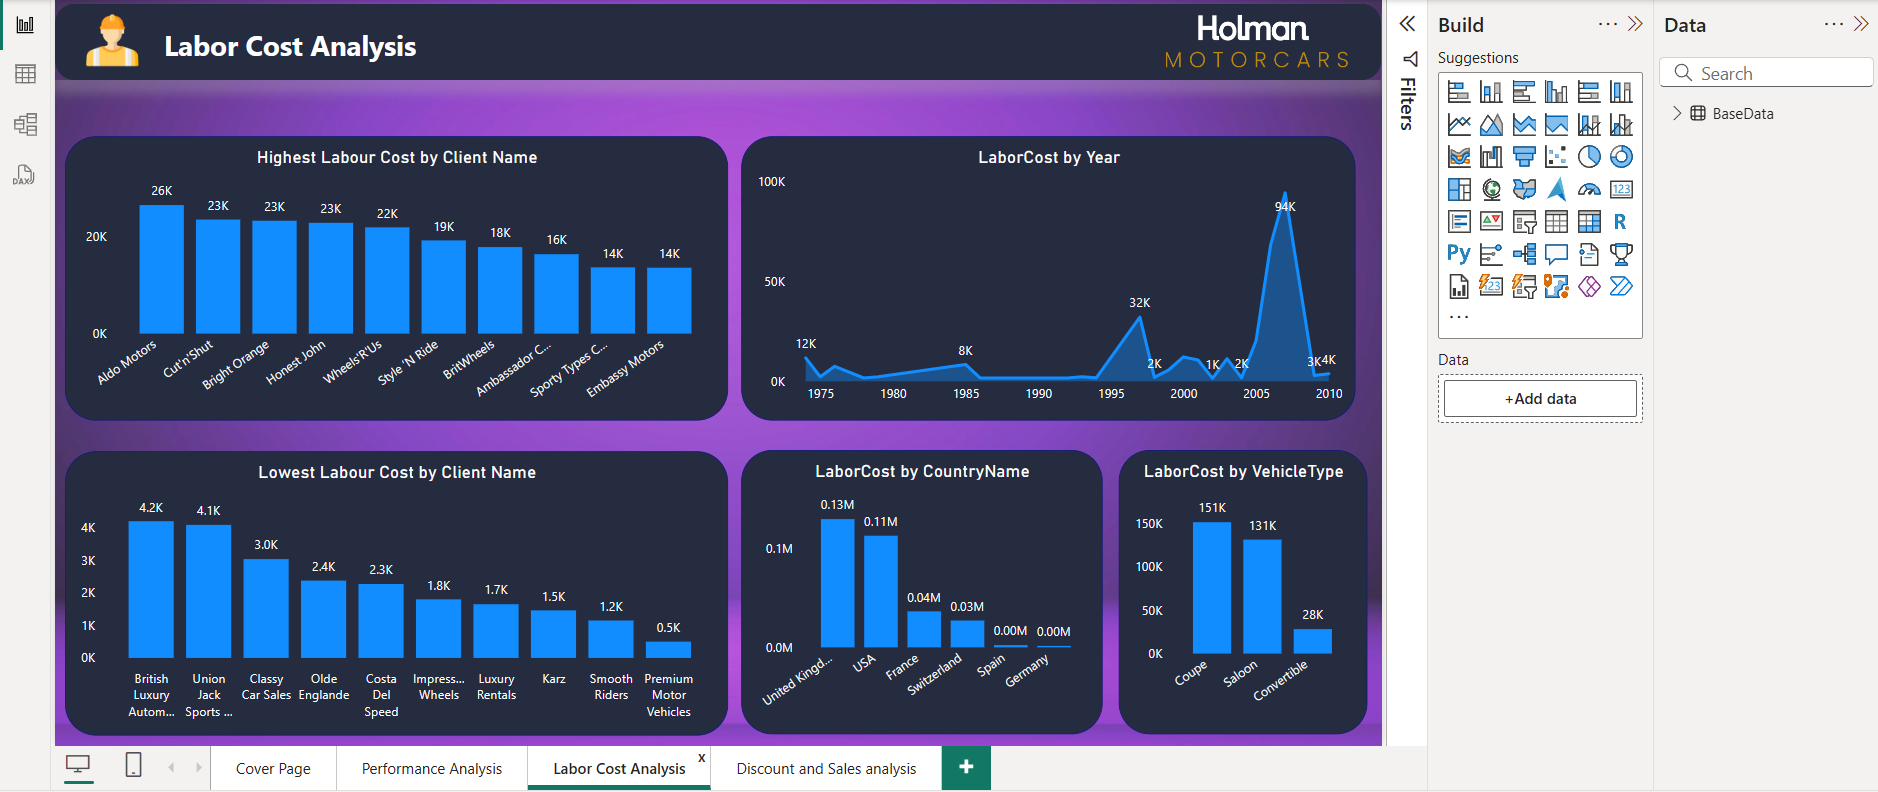 Labor Cost Analysis
Holman
MOTORCARS
Highest Labour Cost by Client Name
26K
23K
23K
23K
22K
19K
18K
16K
14K
14K
20K
0K
Aldo Motors
Cut'n'Shut
Bright Orange
Honest John
Wheels'R'Us
Style 'N Ride
BritWheels
Ambassador C...
Sporty Types C...
Embassy Motors
LaborCost by Year
100K
50K
0K
12K
8K
32K
2K
1K
2K
94K
3K
4K
1975
1980
1985
1990
1995
2000
2005
2010
Lowest Labour Cost by Client Name
4K
3K
2K
1K
0K
4.2K
4.1K
3.0K
2.4K
2.3K
1.8K
1.7K
1.5K
1.2K
0.5K
British
Luxury
Autom...
Union
Jack
Sports ...
Classy
Car Sales
Olde
Englande
Costa
Del
Speed
Impress...
Wheels
Luxury
Rentals
Karz
Smooth
Riders
Premium
Motor
Vehicles
LaborCost by CountryName
0.1M
0.0M
0.13M
0.11M
0.04M
0.03M
0.00M
0.00M
United Kingd...
USA
France
Switzerland
Spain
Germany
LaborCost by VehicleType
150K
100K
50K
0K
151K
131K
28K
Coupe
Saloon
Convertible
Filters
Build
...
Suggestions
123
R
Py
123
...
Data
+Add data
Data
...
Search
BaseData
DAX
Cover Page
Performance Analysis
Labor Cost Analysis
x
Discount and Sales analysis
+